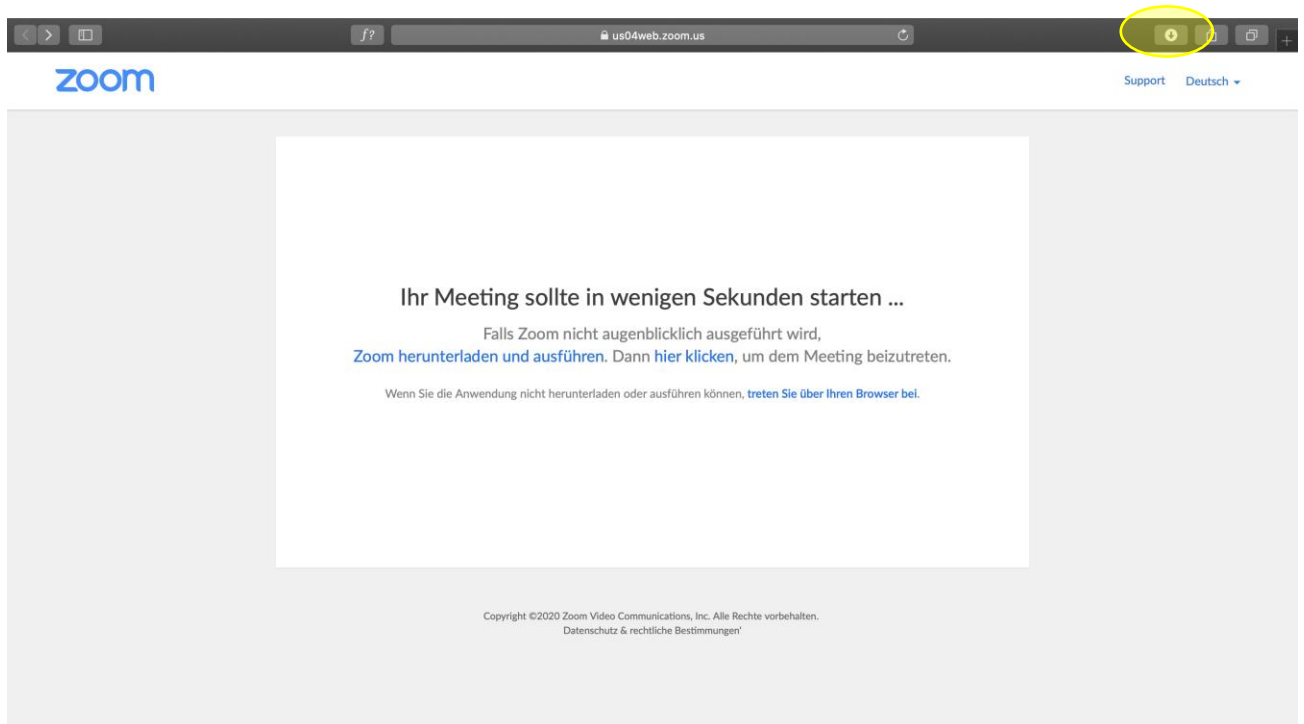 f?
us04web.zoom.us
zoom
Support
Deutsch
Ihr Meeting sollte in wenigen Sekunden starten ...
Falls Zoom nicht augenblicklich ausgeführt wird,
Zoom herunterladen und ausführen. Dann hier klicken, um dem Meeting beizutreten.
Wenn Sie die Anwendung nicht herunterladen oder ausführen können, treten Sie über Ihren Browser bei.
Copyright ©2020 Zoom Video Communications, Inc. Alle Rechte vorbehalten.
Datenschutz & rechtliche Bestimmungen'